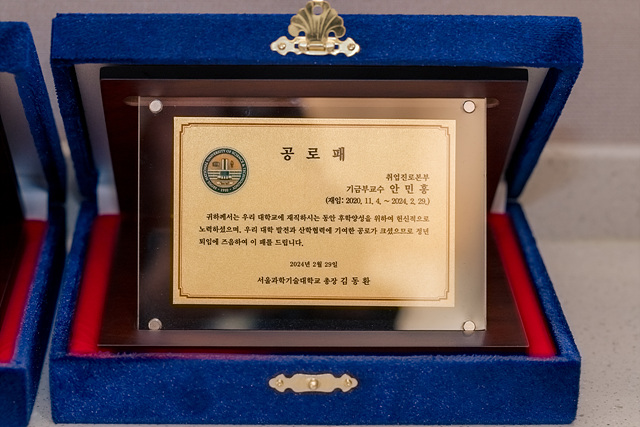 공로패
취업진로본부
기금부교수 안민홍
(재임: 2020. 11. 4. ~ 2024. 2. 29.)
귀하께서는 우리 대학교에 재직하시는 동안 후학양성을 위하여 헌신적으로
노력하셨으며, 우리 대학 발전과 산학협력에 기여한 공로가 크셨으므로 정년
퇴임에 즈음하여 이 패를 드립니다.
2024년 2월 29일
서울과학기술대학교 총장 김동환